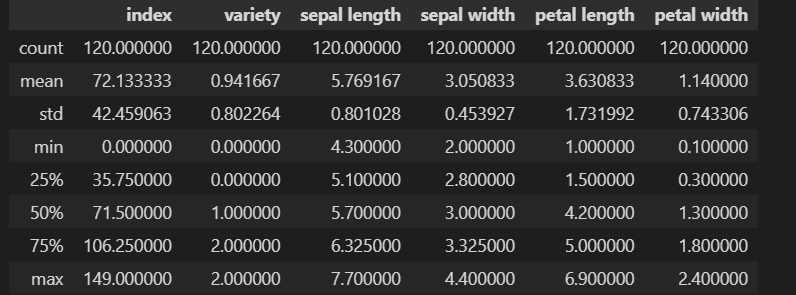 index variety sepal length sepal width petal length petal width
count 120.000000 120.000000 120.000000 120.000000 120.000000 120.000000
mean 72.133333 0.941667 5.769167 3.050833 3.630833 1.140000
std 42.459063 0.802264 0.801028 0.453927 1.731992 0.743306
min 0.000000 0.000000 4.300000 2.000000 1.000000 0.100000
25% 35.750000 0.000000 5.100000 2.800000 1.500000 0.300000
50% 71.500000 1.000000 5.700000 3.000000 4.200000 1.300000
75% 106.250000 2.000000 6.325000 3.325000 5.000000 1.800000
max 149.000000 2.000000 7.700000 4.400000 6.900000 2.400000